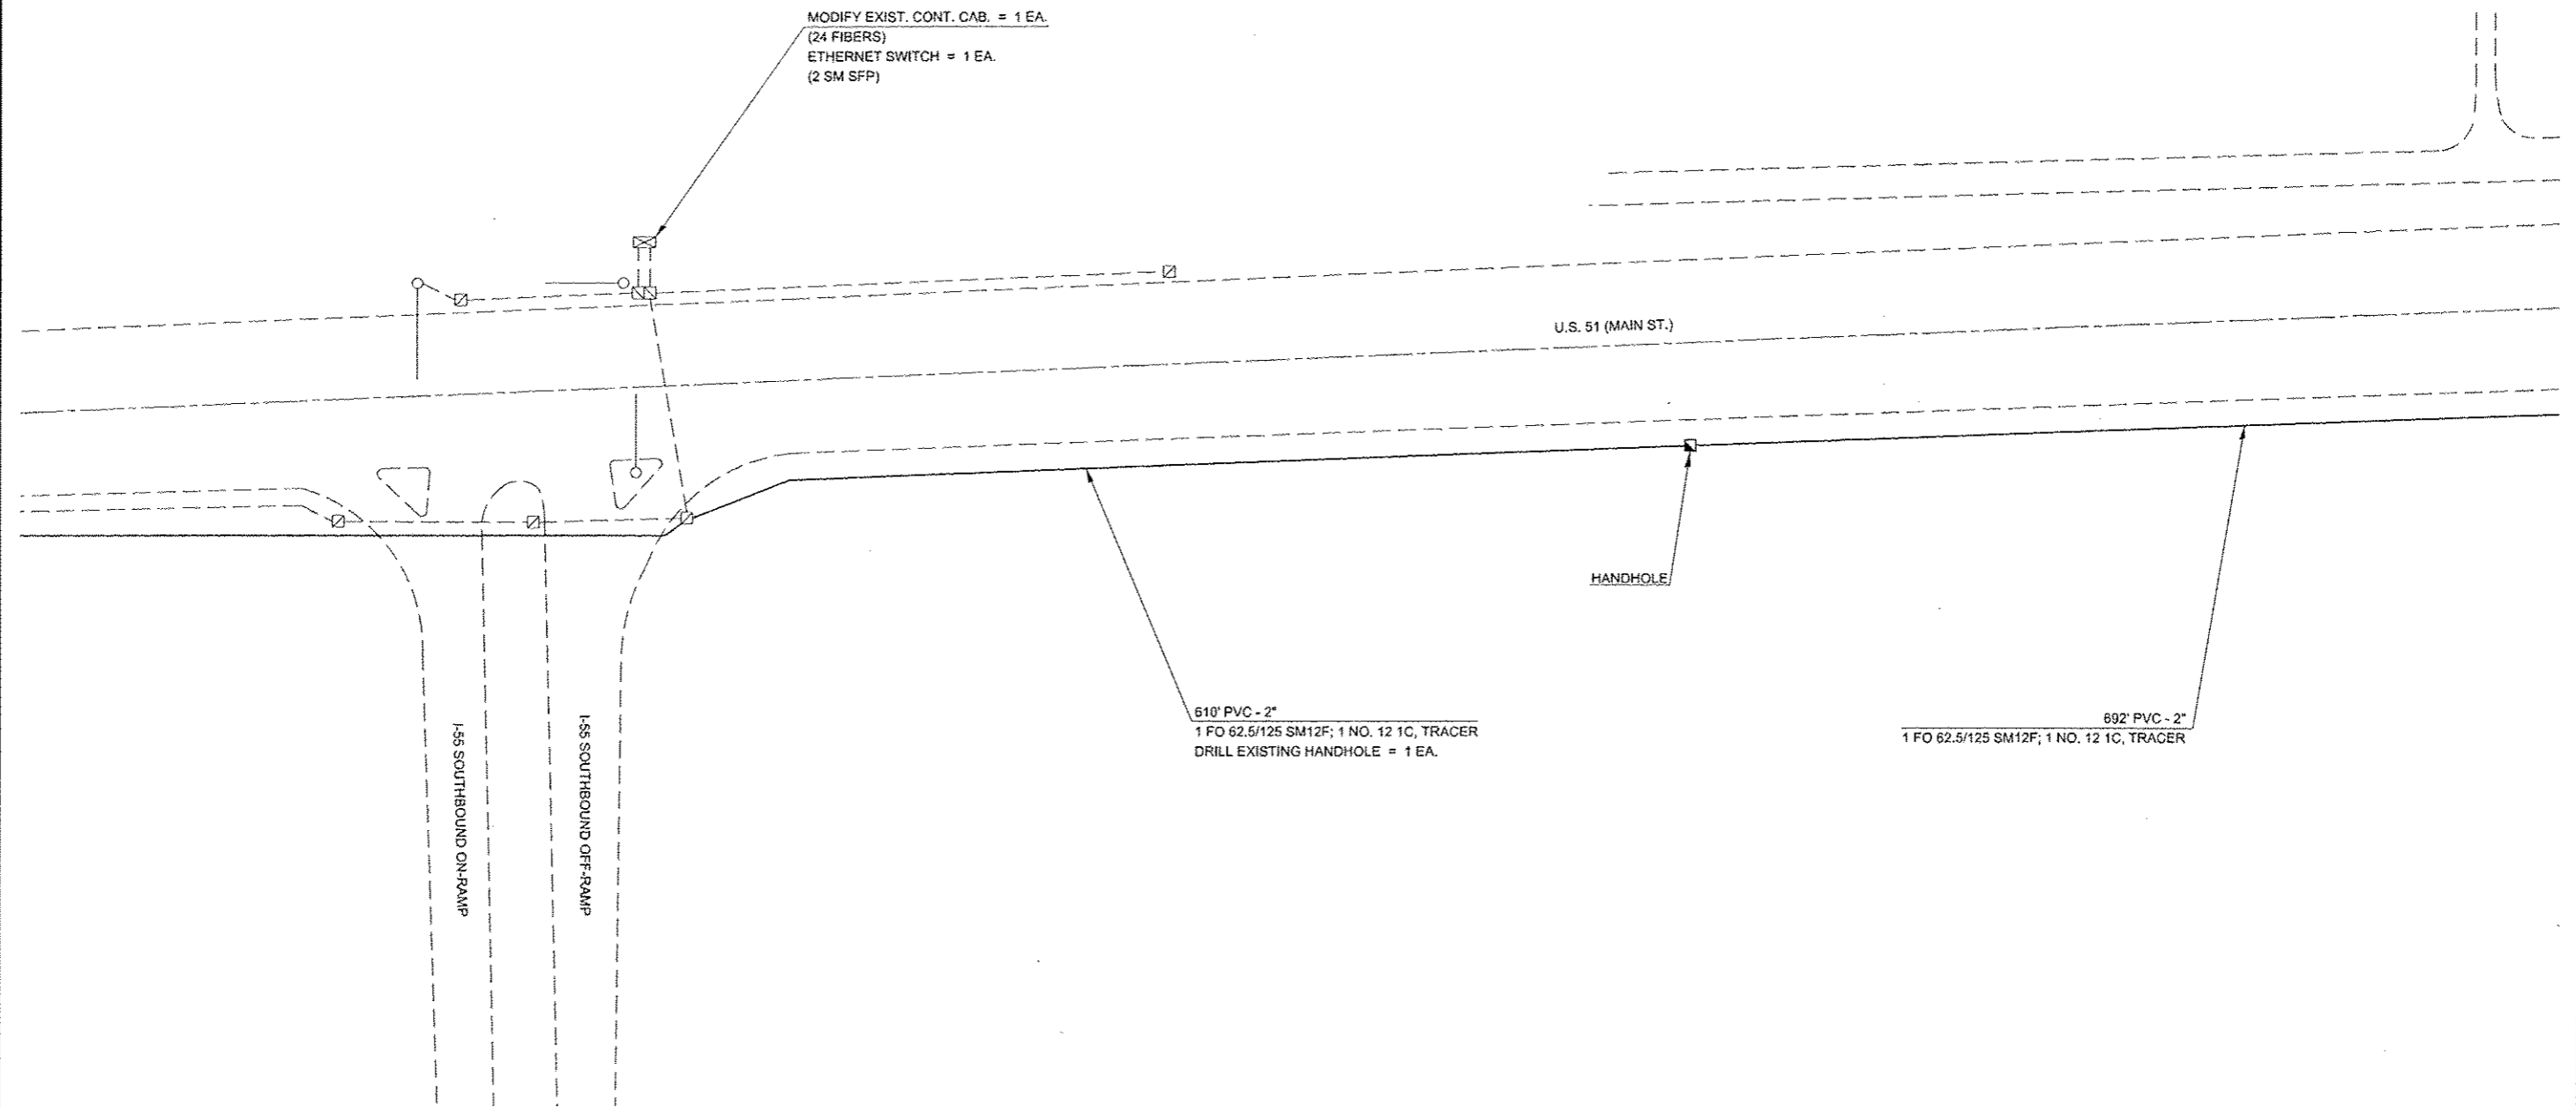 MODIFY EXIST. CONT. CAB. = 1 EA.
(24 FIBERS)
ETHERNET SWITCH = 1 EA.
(2 SM SFP)
U.S. 51 (MAIN ST.)
HANDHOLE
610' PVC - 2"
1 FO 62.5/125 SM12F; 1 NO. 12 1C, TRACER
DRILL EXISTING HANDHOLE = 1 EA.
692' PVC - 2"
1 FO 62.5/125 SM12F; 1 NO. 12 1C, TRACER
I-55 SOUTHBOUND ON-RAMP
I-55 SOUTHBOUND OFF-RAMP